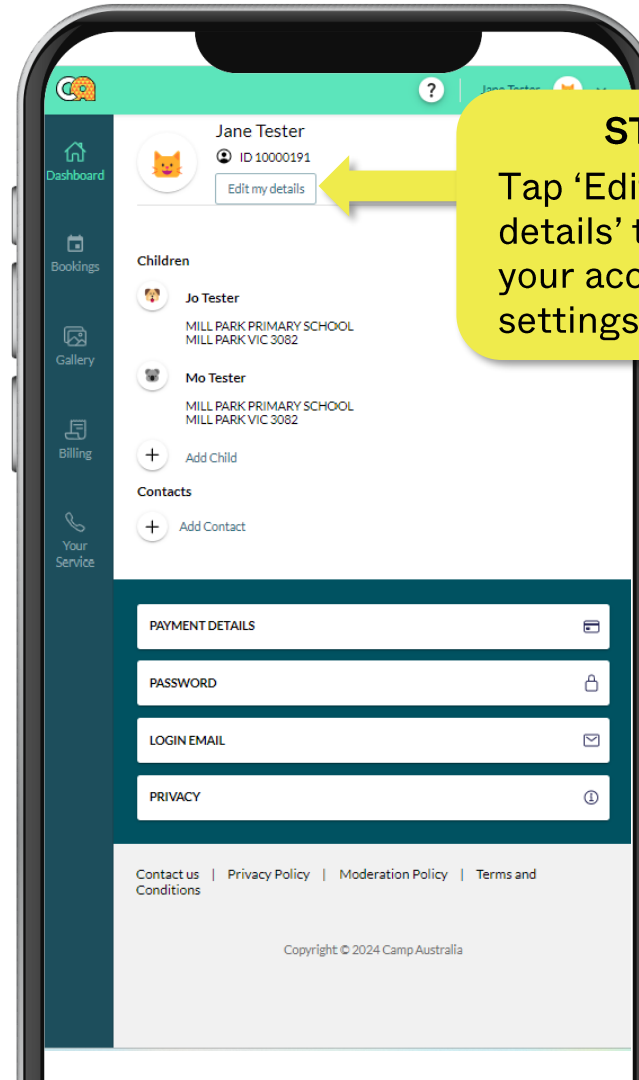 ?
Jane Tester
ST
Tap ‘Edi
details’ t
your acc
settings
Jane Tester
ID 10000191
Edit my details
Dashboard
Bookings
Gallery
Billing
Your
Service
Children
Jo Tester
MILL PARK PRIMARY SCHOOL
MILL PARK VIC 3082
Mo Tester
MILL PARK PRIMARY SCHOOL
MILL PARK VIC 3082
+ Add Child
Contacts
+ Add Contact
PAYMENT DETAILS
PASSWORD
LOGIN EMAIL
PRIVACY
Contact us | Privacy Policy | Moderation Policy | Terms and
Conditions
Copyright © 2024 Camp Australia